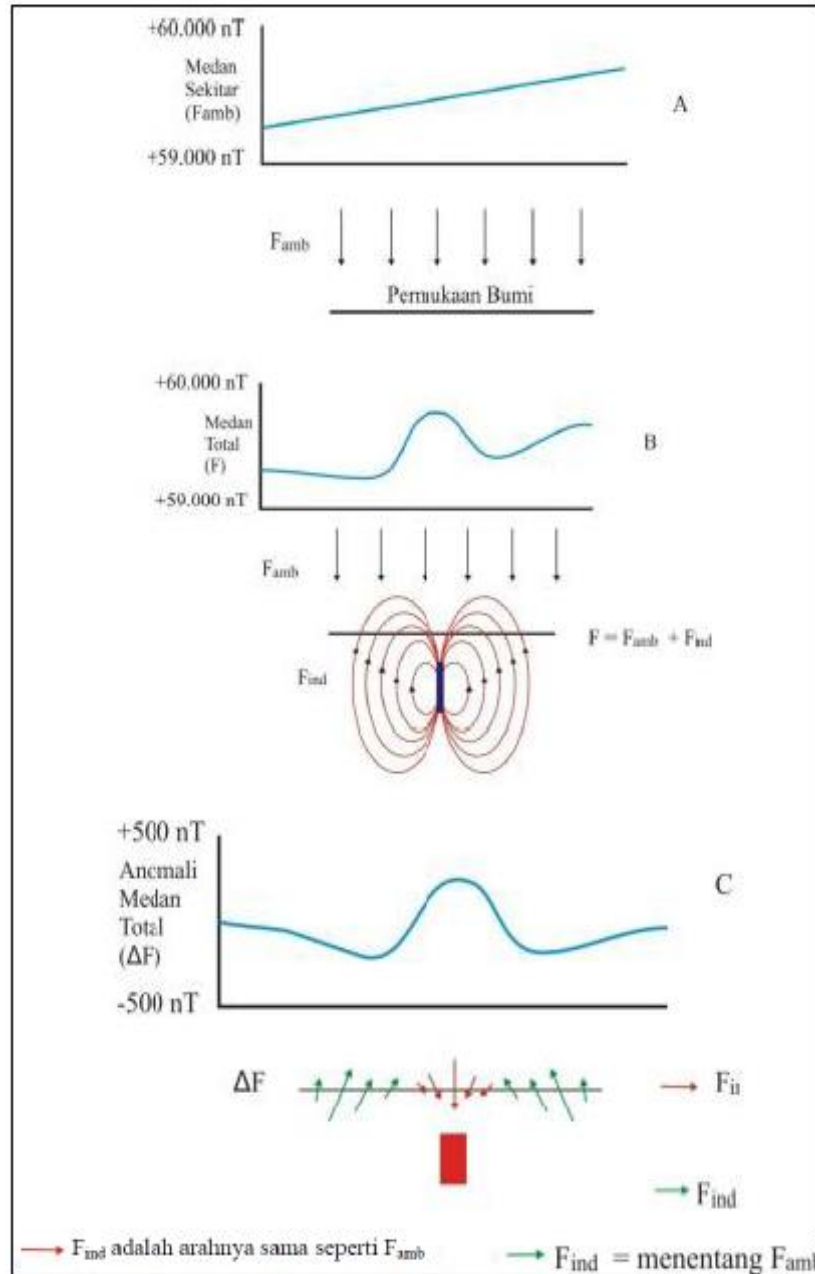 +60.000 nT
Medan
Sekitar
(Famb)
A
+59.000 nT
Famb
Permukaan Bumi
+60.000 nT
Medan
Total
(F)
B
+59.000 nT
Famb
F = Famb + Find
Find
+500 nT
Ancmali
Medan
Total
(ΔF)
C
-500 nT
ΔF
Fii
Find
Find adalah arahnya sama seperti Famb
Find = menentang Famb